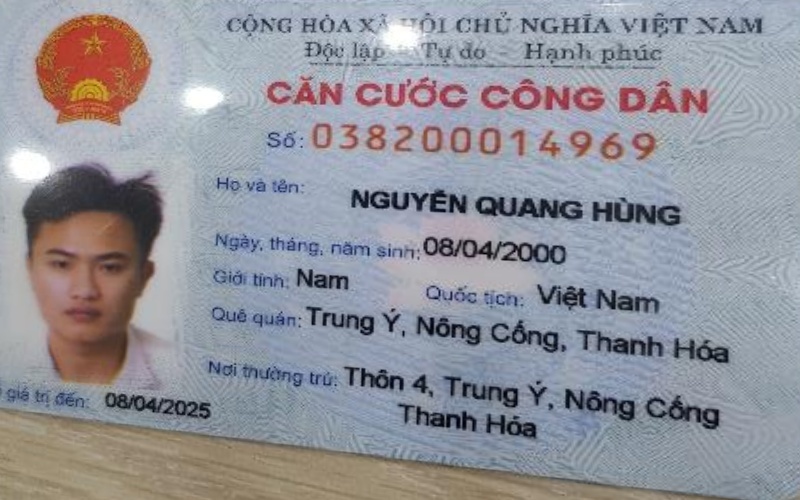 CỘNG HÒA XÃ HỘI CHỦ NGHĨA VIỆT NAM
Độc lập - Tự do - Hạnh phúc
CĂN CƯỚC CÔNG DÂN
Số: 038200014969
Họ và tên: NGUYỄN QUANG HÙNG
Ngày, tháng, năm sinh: 08/04/2000
Giới tính: Nam Quốc tịch: Việt Nam
Quê quán: Trung Ý, Nông Cống, Thanh Hóa
Nơi thường trú: Thôn 4, Trung Ý, Nông Cống
Thanh Hóa
giá trị đến: 08/04/2025